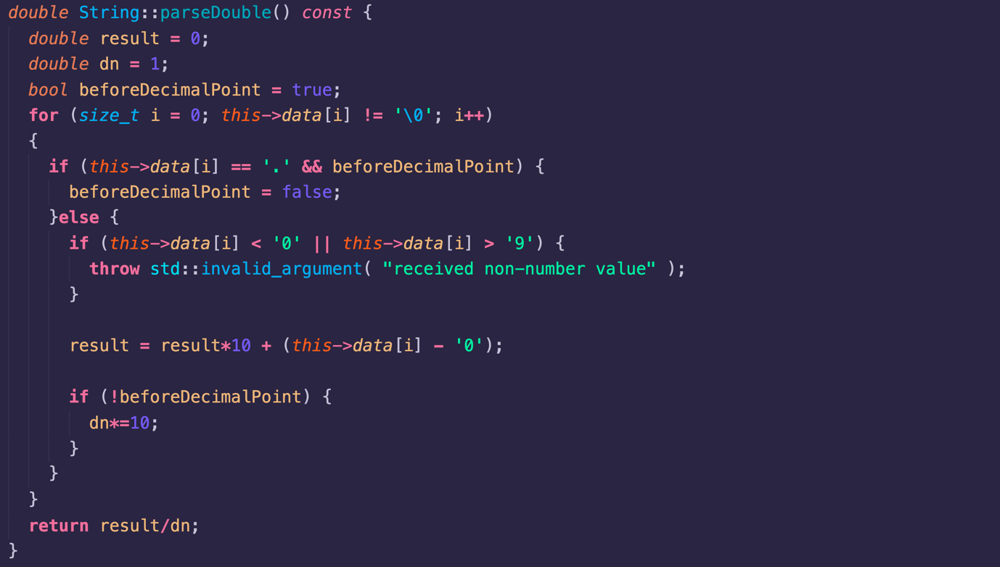 double String::parseDouble() const {
  double result = 0;
  double dn = 1;
  bool beforeDecimalPoint = true;
  for (size_t i = 0; this->data[i] != '\0'; i++)
  {
    if (this->data[i] == '.' && beforeDecimalPoint) {
      beforeDecimalPoint = false;
    }else {
      if (this->data[i] < '0' || this->data[i] > '9') {
        throw std::invalid_argument( "received non-number value" );
      }

      result = result*10 + (this->data[i] - '0');

      if (!beforeDecimalPoint) {
        dn*=10;
      }
    }
  }
  return result/dn;
}